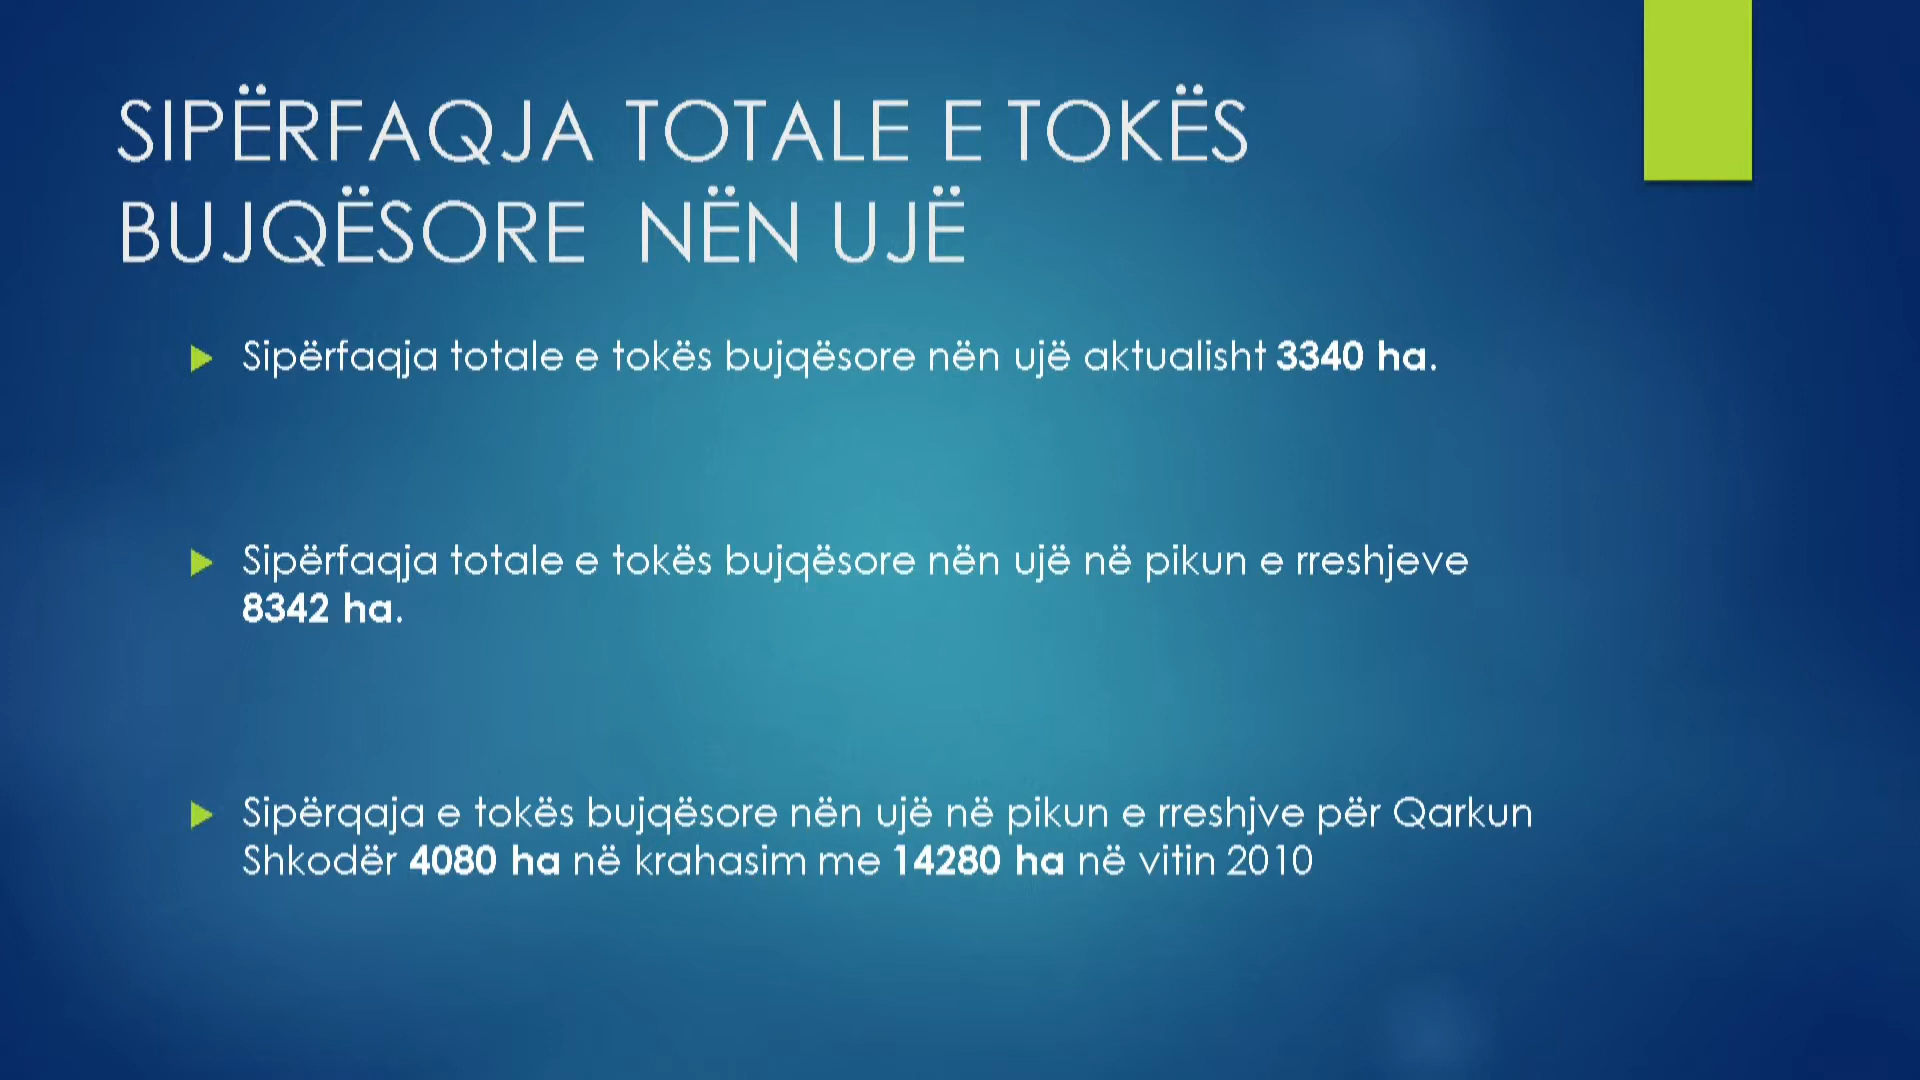 SIPËRFAQJA TOTALE E TOKËS
BUJQËSORE NËN UJË
Sipërfaqja totale e tokës bujqësore nën ujë aktualisht 3340 ha.
Sipërfaqja totale e tokës bujqësore nën ujë në pikun e rreshjeve
8342 ha.
Sipërqaja e tokës bujqësore nën ujë në pikun e rreshjve për Qarkun
Shkodër 4080 ha në krahasim me 14280 ha në vitin 2010